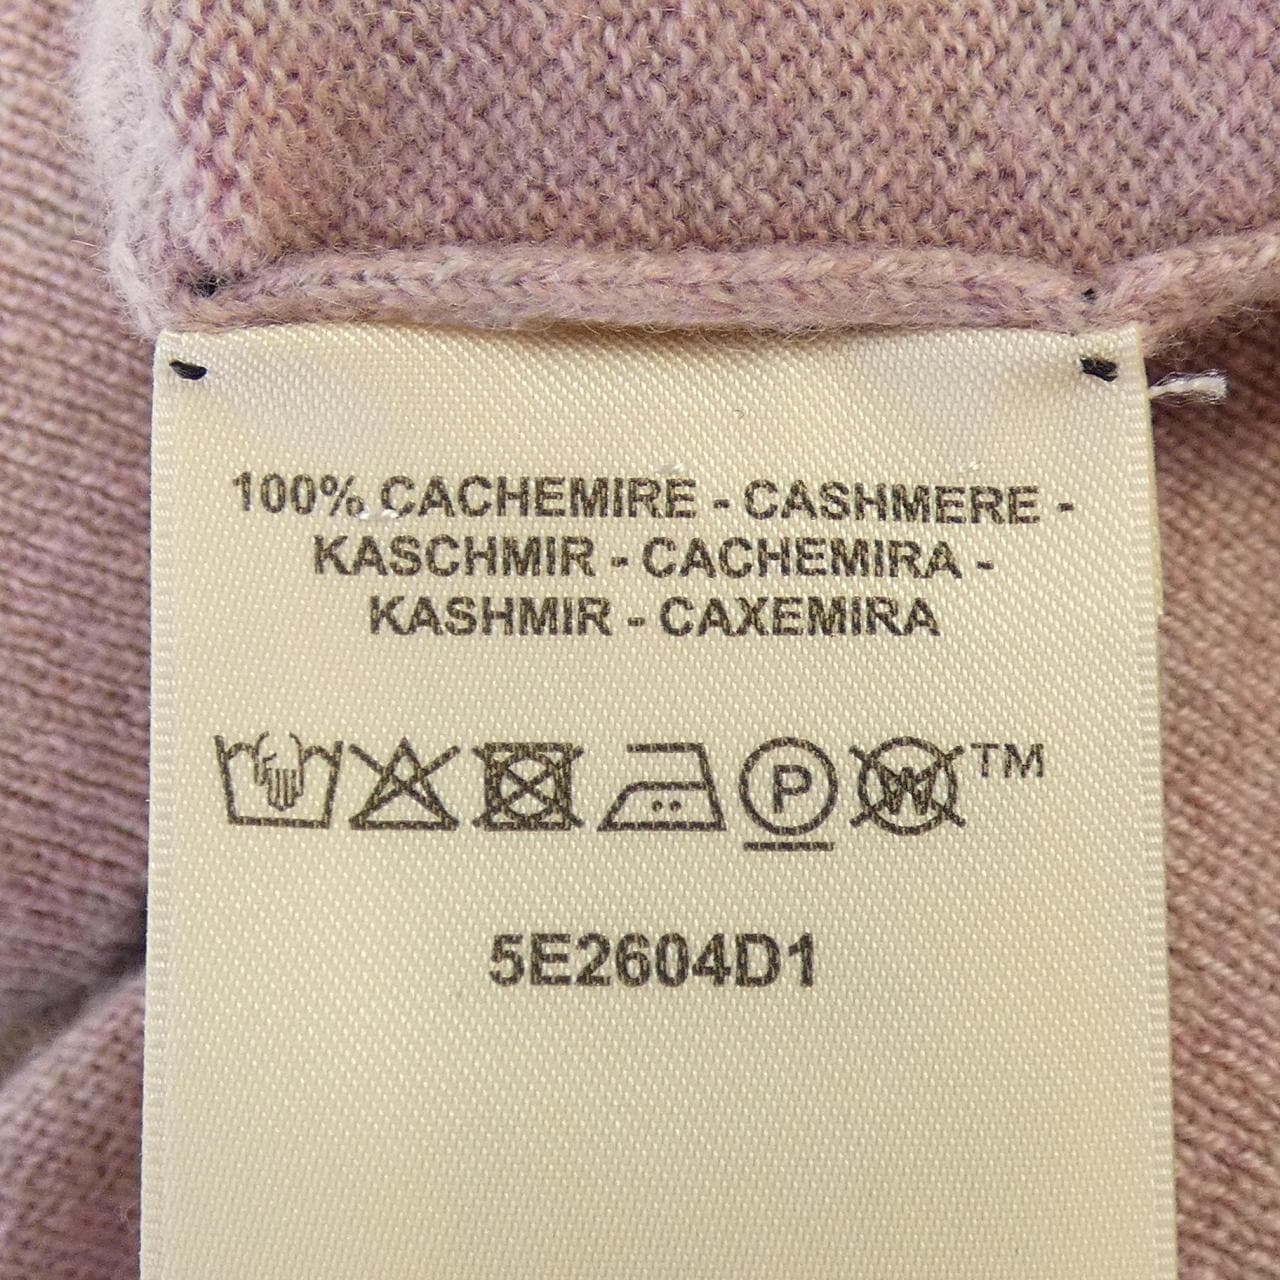 100% CACHEMIRE - CASHMERE -
KASCHMIR - CACHEMIRA -
KASHMIR - CAXEMIRA
P W TM
5E2604D1